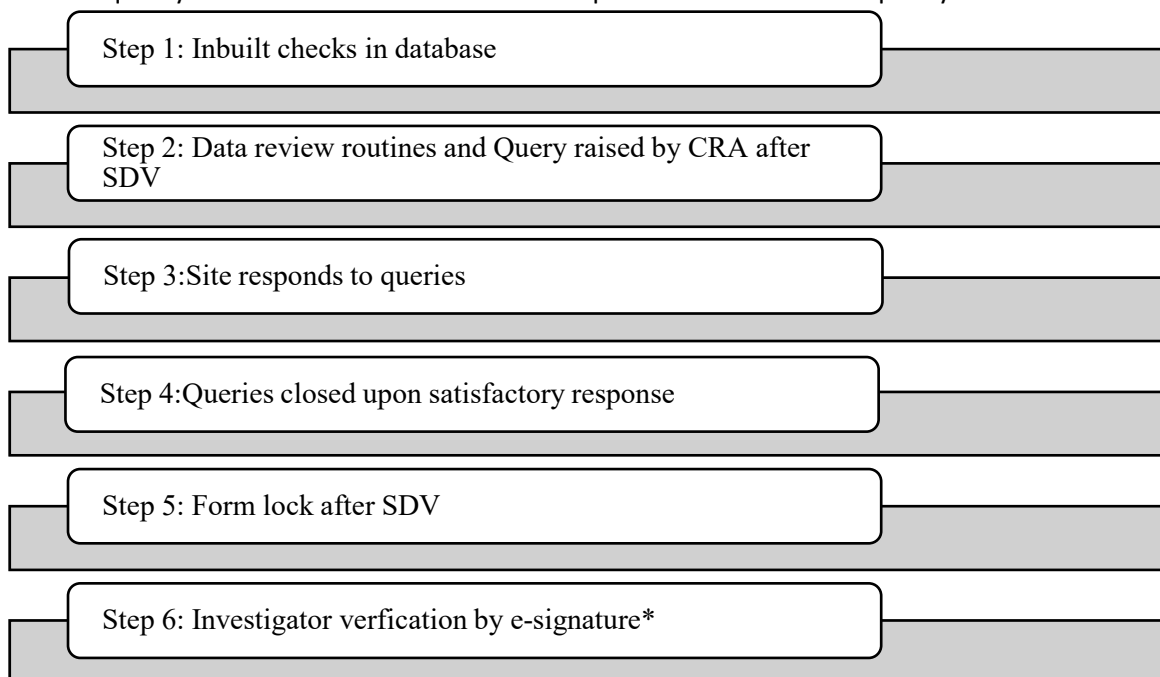 Step 1: Inbuilt checks in database
Step 2: Data review routines and Query raised by CRA after
SDV
Step 3:Site responds to queries
Step 4:Queries closed upon satisfactory response
Step 5: Form lock after SDV
Step 6: Investigator verfication by e-signature*